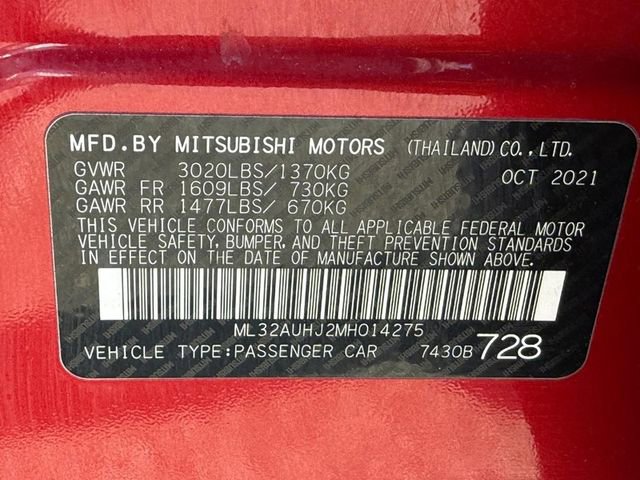 MFD.BY MITSUBISHI MOTORS (THAILAND) CO., LTD.
GVWR 3020LBS/1370KG OCT 2021
GAWR FR 1609LBS/ 730KG
GAWR RR 1477LBS/ 670KG
THIS VEHICLE CONFORMS TO ALL APPLICABLE FEDERAL MOTOR
VEHICLE SAFETY, BUMPER, AND THEFT PREVENTION STANDARDS
IN EFFECT ON THE DATE OF MANUFACTURE SHOWN ABOVE.
ML32AUHJ2MH014275
VEHICLE TYPE:PASSENGER CAR 7430B 728